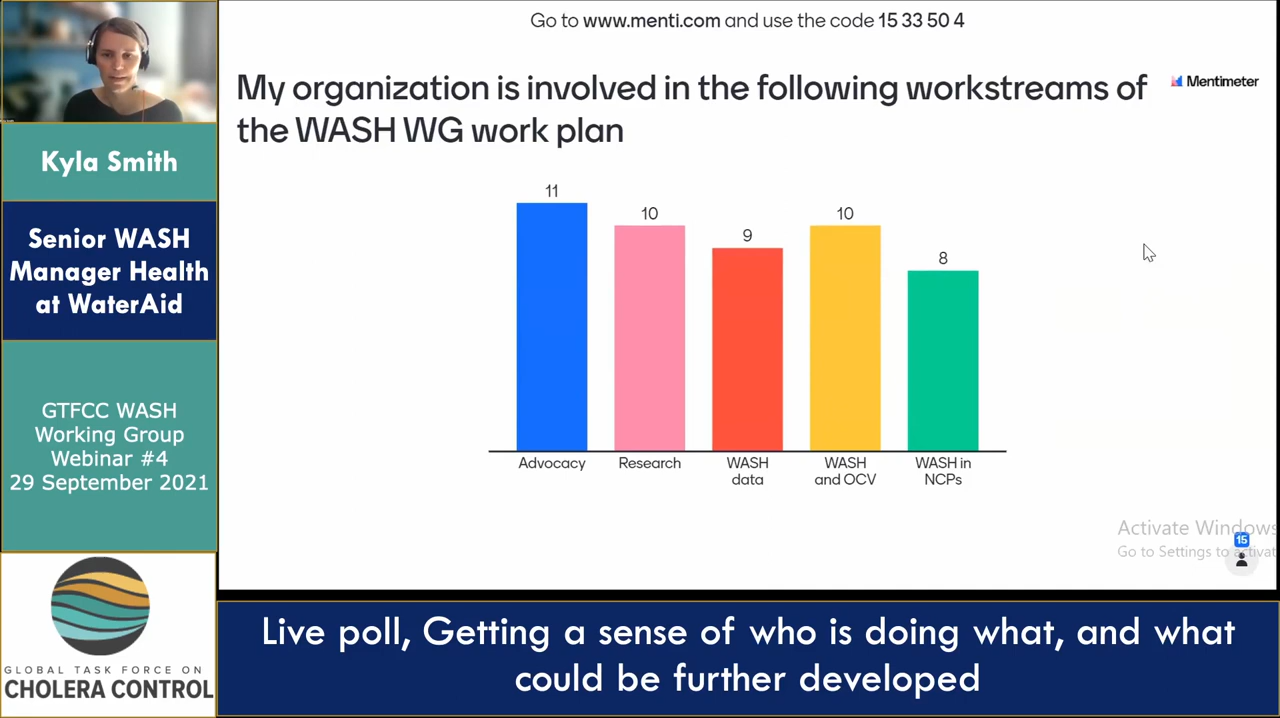 Go to www.menti.com and use the code 15 33 50 4
My organization is involved in the following workstreams of
the WASH WG work plan
Mentimeter
11
10
9
10
8
Advocacy
Research
WASH
data
WASH
and OCV
WASH in
NCPs
Activate Windows
Go to Settings to activat
15
Kyla Smith
Senior WASH
Manager Health
at WaterAid
GTFCC WASH
Working Group
Webinar #4
29 September 2021
GLOBAL TASK FORCE ON
CHOLERA CONTROL
Live poll, Getting a sense of who is doing what, and what
could be further developed